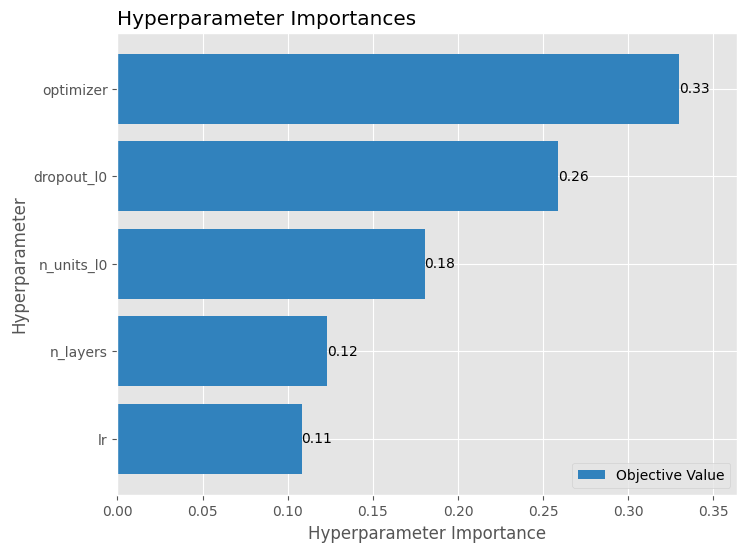 Hyperparameter Importances
Hyperparameter
optimizer
0.33
dropout_l0
0.26
n_units_l0
0.18
n_layers
0.12
lr
0.11
Objective Value
0.00 0.05 0.10 0.15 0.20 0.25 0.30 0.35
Hyperparameter Importance